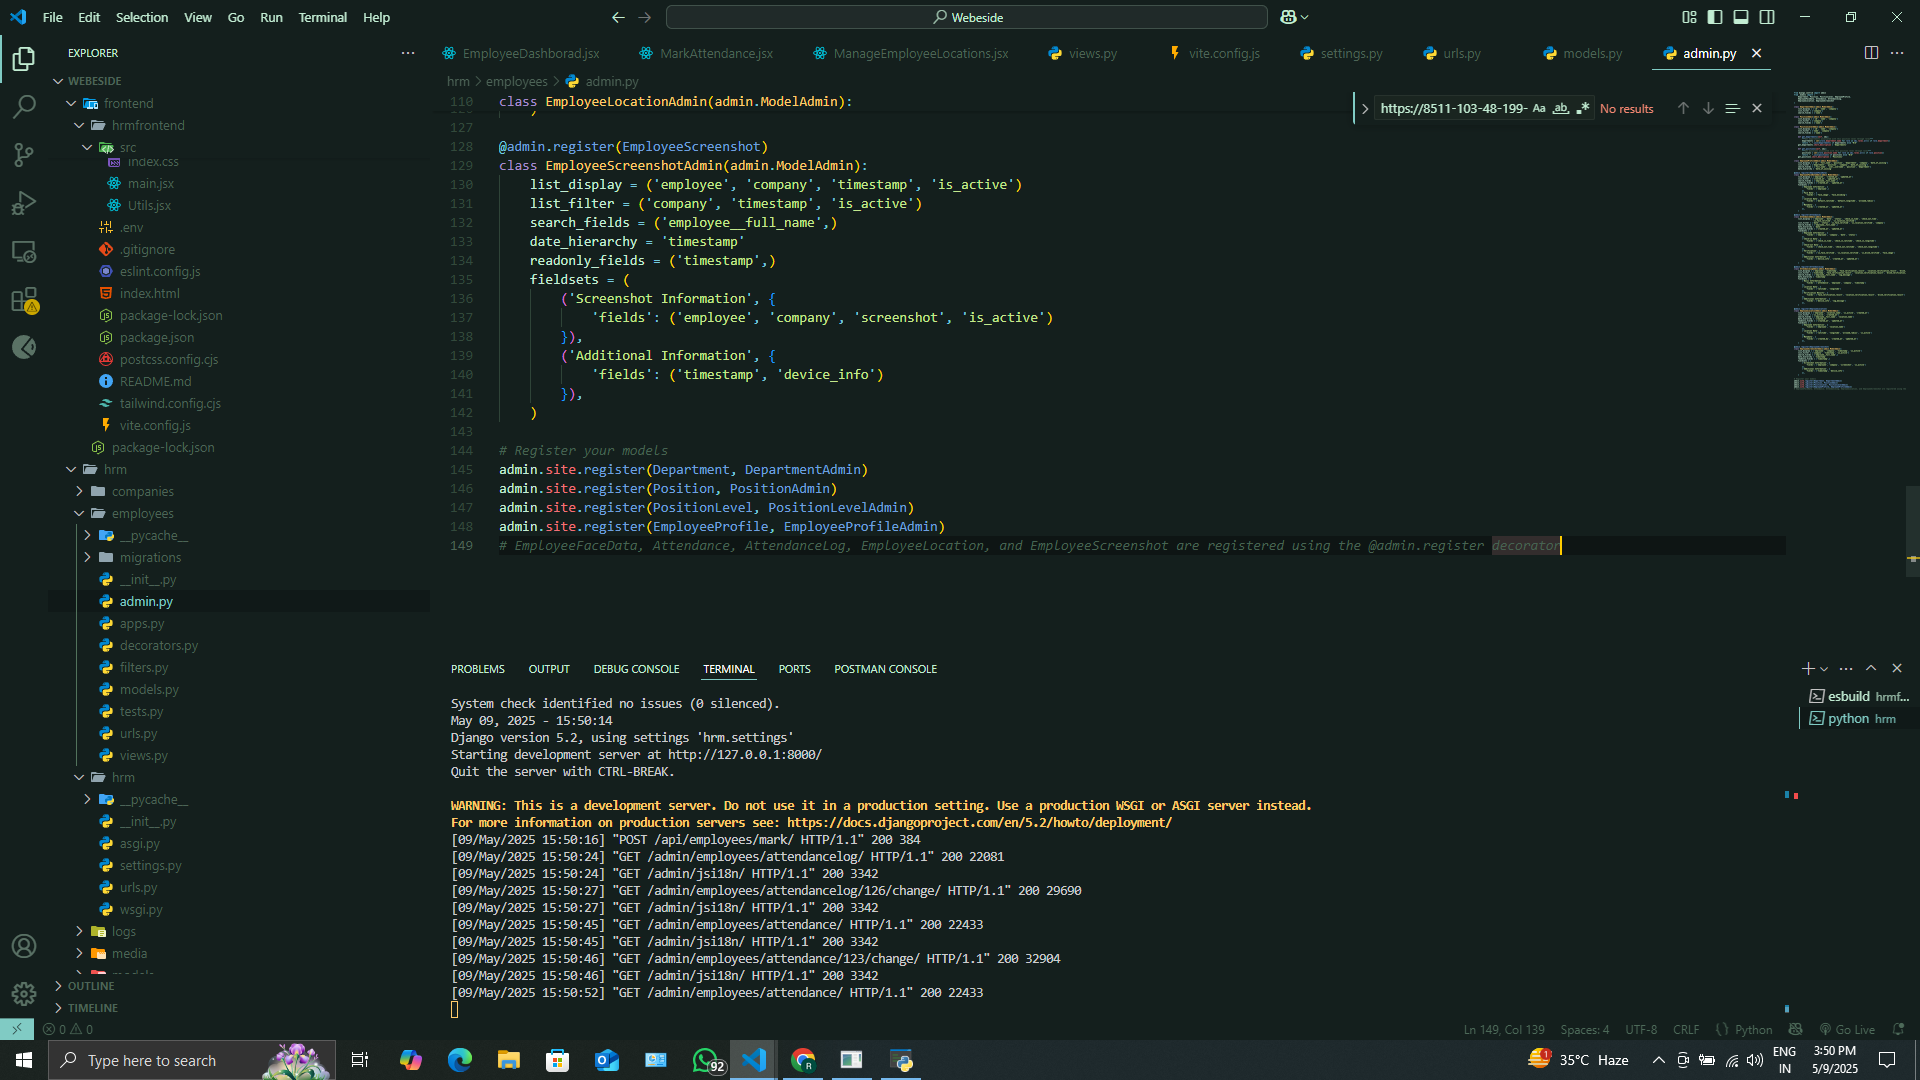 File Edit Selection View Go Run Terminal Help
Webeside
EXPLORER
WEBESIDE
frontend
hrmfrontend
src
index.css
main.jsx
Utils.jsx
.env
.gitignore
eslint.config.js
index.html
package-lock.json
package.json
postcss.config.cjs
README.md
tailwind.config.cjs
vite.config.js
package-lock.json
hrm
companies
employees
__pycache__
migrations
__init__.py
admin.py
apps.py
decorators.py
filters.py
models.py
tests.py
urls.py
views.py
hrm
__pycache__
__init__.py
asgi.py
settings.py
urls.py
wsgi.py
logs
media
OUTLINE
TIMELINE
EmployeeDashborad.jsx MarkAttendance.jsx ManageEmployeeLocations.jsx views.py vite.config.js settings.py urls.py models.py admin.py
hrm > employees > admin.py
https://8511-103-48-199- Aa ab No results
110 class EmployeeLocationAdmin(admin.ModelAdmin):
127
128 @admin.register(EmployeeScreenshot)
129 class EmployeeScreenshotAdmin(admin.ModelAdmin):
130 list_display = ('employee', 'company', 'timestamp', 'is_active')
131 list_filter = ('company', 'timestamp', 'is_active')
132 search_fields = ('employee__full_name',)
133 date_hierarchy = 'timestamp'
134 readonly_fields = ('timestamp',)
135 fieldsets = (
136 ('Screenshot Information', {
137 'fields': ('employee', 'company', 'screenshot', 'is_active')
138 }),
139 ('Additional Information', {
140 'fields': ('timestamp', 'device_info')
141 }),
142 )
143
144 # Register your models
145 admin.site.register(Department, DepartmentAdmin)
146 admin.site.register(Position, PositionAdmin)
147 admin.site.register(PositionLevel, PositionLevelAdmin)
148 admin.site.register(EmployeeProfile, EmployeeProfileAdmin)
149 # EmployeeFaceData, Attendance, AttendanceLog, EmployeeLocation, and EmployeeScreenshot are registered using the @admin.register decorator
PROBLEMS OUTPUT DEBUG CONSOLE TERMINAL PORTS POSTMAN CONSOLE
esbuild hrmf...
python hrm
System check identified no issues (0 silenced).
May 09, 2025 - 15:50:14
Django version 5.2, using settings 'hrm.settings'
Starting development server at http://127.0.0.1:8000/
Quit the server with CTRL-BREAK.
WARNING: This is a development server. Do not use it in a production setting. Use a production WSGI or ASGI server instead.
For more information on production servers see: https://docs.djangoproject.com/en/5.2/howto/deployment/
[09/May/2025 15:50:16] "POST /api/employees/mark/ HTTP/1.1" 200 384
[09/May/2025 15:50:24] "GET /admin/employees/attendancelog/ HTTP/1.1" 200 22081
[09/May/2025 15:50:24] "GET /admin/jsi18n/ HTTP/1.1" 200 3342
[09/May/2025 15:50:27] "GET /admin/employees/attendancelog/126/change/ HTTP/1.1" 200 29690
[09/May/2025 15:50:27] "GET /admin/jsi18n/ HTTP/1.1" 200 3342
[09/May/2025 15:50:45] "GET /admin/employees/attendance/ HTTP/1.1" 200 22433
[09/May/2025 15:50:45] "GET /admin/jsi18n/ HTTP/1.1" 200 3342
[09/May/2025 15:50:46] "GET /admin/employees/attendance/123/change/ HTTP/1.1" 200 32904
[09/May/2025 15:50:46] "GET /admin/jsi18n/ HTTP/1.1" 200 3342
[09/May/2025 15:50:52] "GET /admin/employees/attendance/ HTTP/1.1" 200 22433
0 0 Ln 149, Col 139 Spaces: 4 UTF-8 CRLF Python Go Live
Type here to search 92 1 35°C Haze ENG IN 3:50 PM 5/9/2025